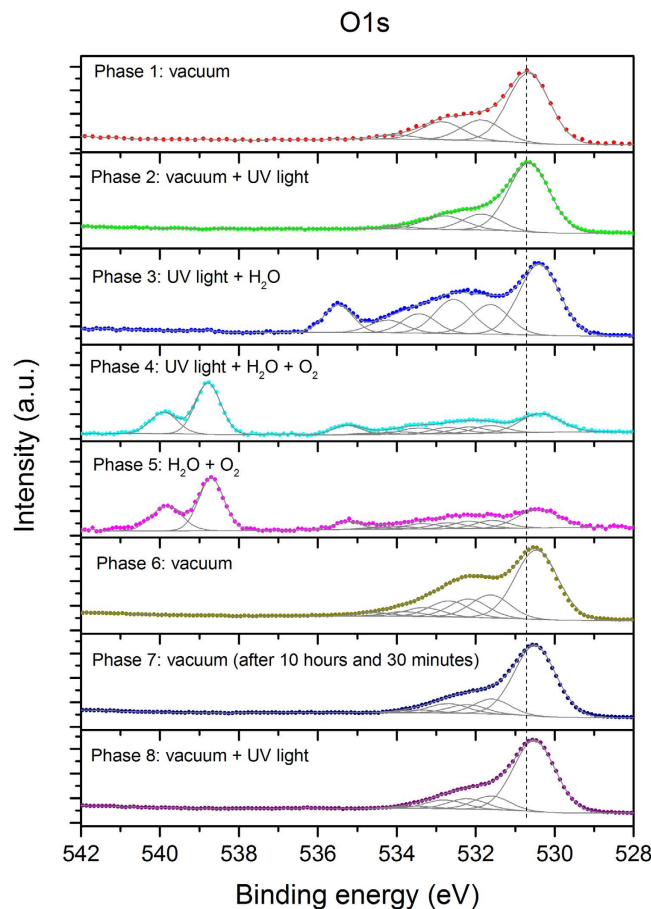 O1s
Phase 1: vacuum
Phase 2: vacuum + UV light
Phase 3: UV light + H₂O
Phase 4: UV light + H₂O + O₂
Phase 5: H₂O + O₂
Phase 6: vacuum
Phase 7: vacuum (after 10 hours and 30 minutes)
Phase 8: vacuum + UV light
Intensity (a.u.)
542 540 538 535 534 532 530 528
Binding energy (eV)